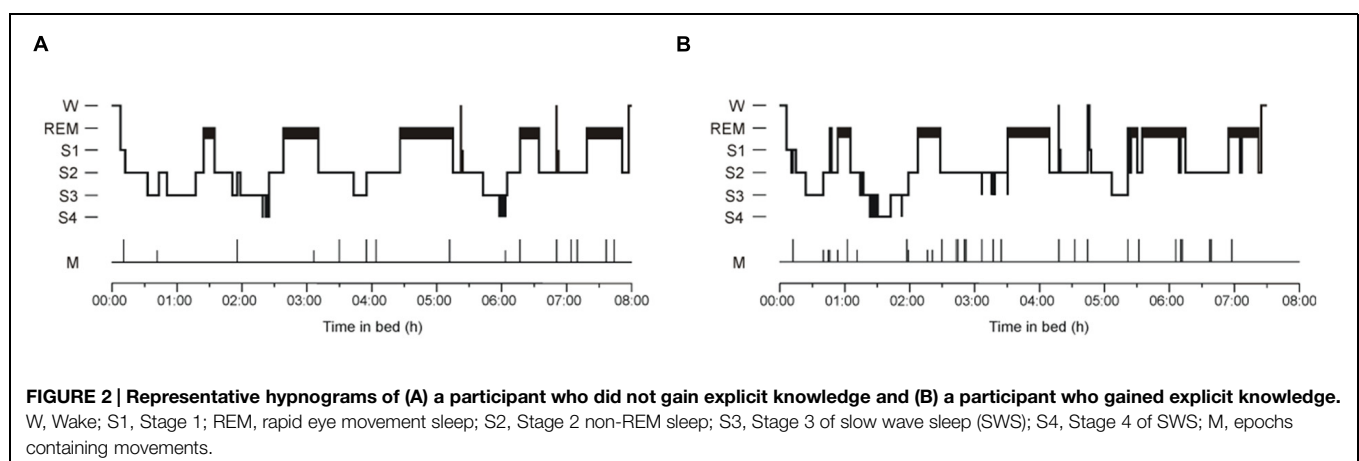 A
B
W
REM
S1
S2
S3
S4
M
00:00 01:00 02:00 03:00 04:00 05:00 06:00 07:00 08:00
Time in bed (h)
W
REM
S1
S2
S3
S4
M
00:00 01:00 02:00 03:00 04:00 05:00 06:00 07:00 08:00
Time in bed (h)
FIGURE 2 | Representative hypnograms of (A) a participant who did not gain explicit knowledge and (B) a participant who gained explicit knowledge.
W, Wake; S1, Stage 1; REM, rapid eye movement sleep; S2, Stage 2 non-REM sleep; S3, Stage 3 of slow wave sleep (SWS); S4, Stage 4 of SWS; M, epochs
containing movements.